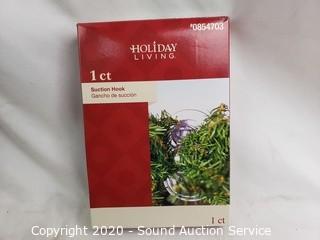 #0854703
HOLIDAY
LIVING
1 ct
Suction Hook
Gancho de succión
1 ct
Copyright 2020 - Sound Auction Service